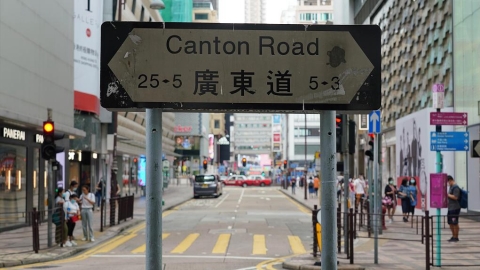 Canton Road
25→5 廣東道 5→3
PANERAI